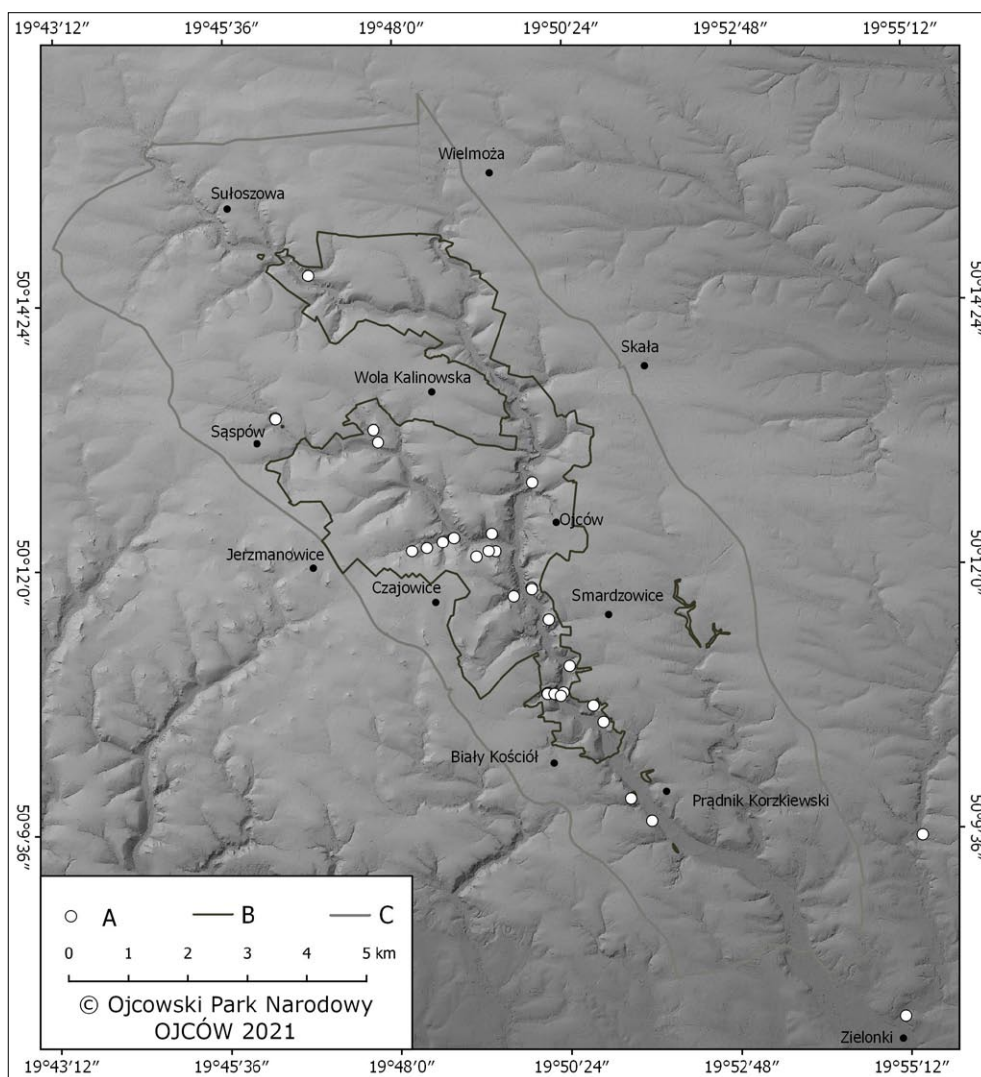 19°43'12" 19°45'36" 19°48'0" 19°50'24" 19°52'48" 19°55'12"
Wielmoża
Sułoszowa
50°14'24" 50°14'24"
Skała
Wola Kalinowska
Sąspów
Ojców
50°12'0" 50°12'0"
Jerzmanowice
Czajowice
Smardzowice
Biały Kościół
Prądnik Korzkiewski
50°9'36" 50°9'36"
A B C
0 1 2 3 4 5 km
© Ojcowski Park Narodowy
OJCÓW 2021
Zielonki
19°43'12" 19°45'36" 19°48'0" 19°50'24" 19°52'48" 19°55'12"